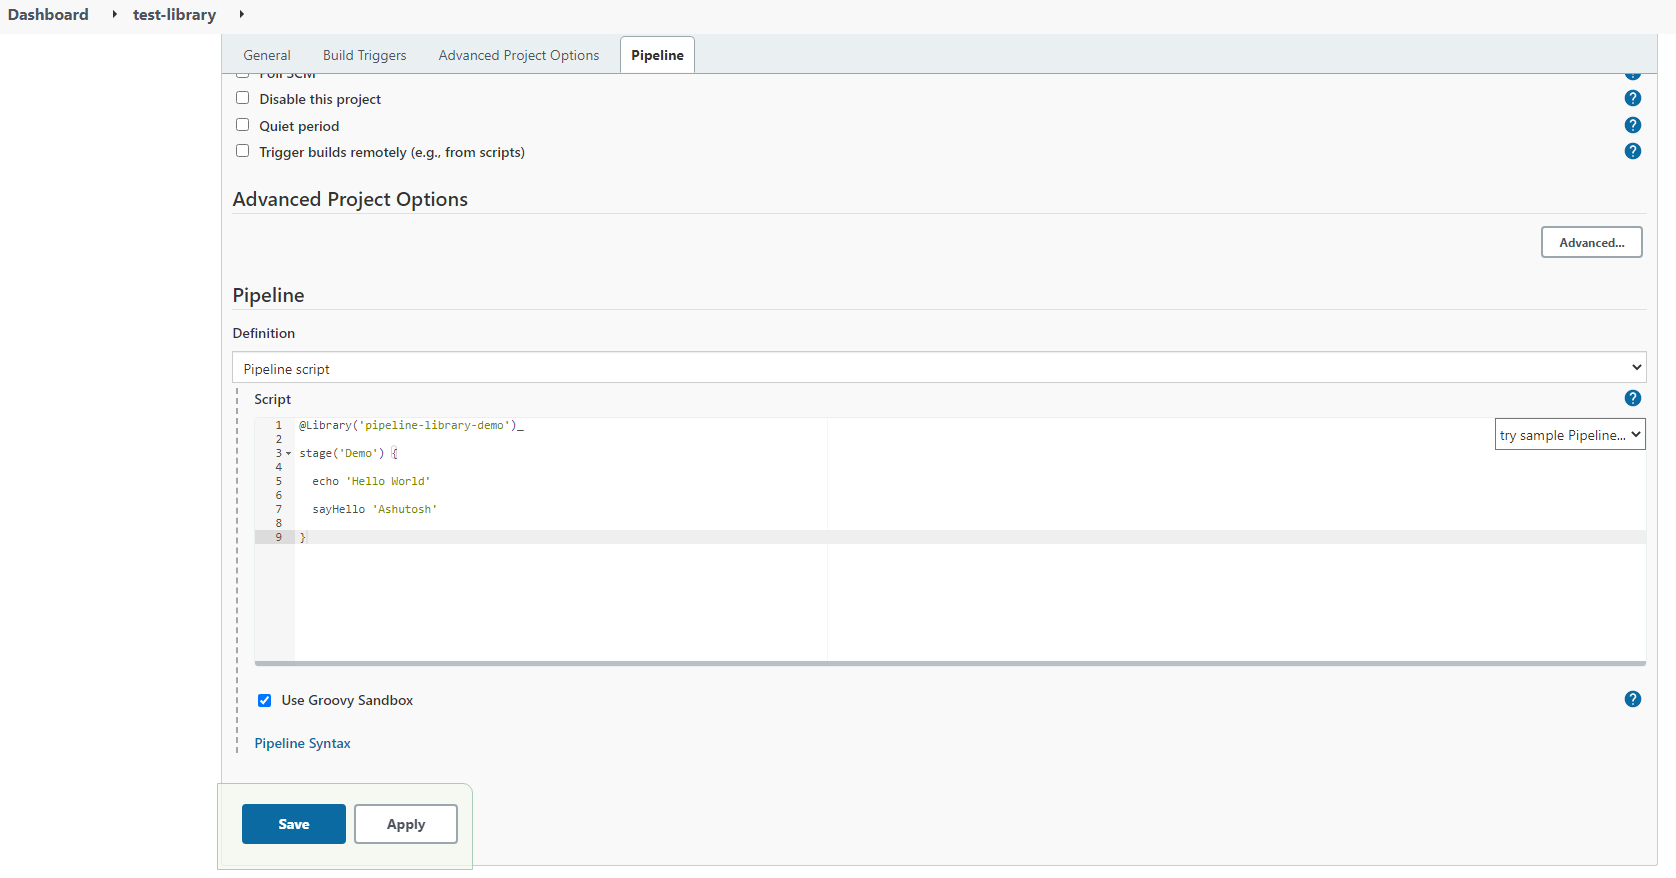 Dashboard test-library
General Build Triggers Advanced Project Options Pipeline
Poll SCM
Disable this project
Quiet period
Trigger builds remotely (e.g., from scripts)
Advanced Project Options
Advanced...
Pipeline
Definition
Pipeline script
Script
try sample Pipeline...
1 @Library('pipeline-library-demo')_
2
3 stage('Demo') {
4
5 echo 'Hello World'
6
7 sayHello 'Ashutosh'
8
9 }
Use Groovy Sandbox
Pipeline Syntax
Save Apply